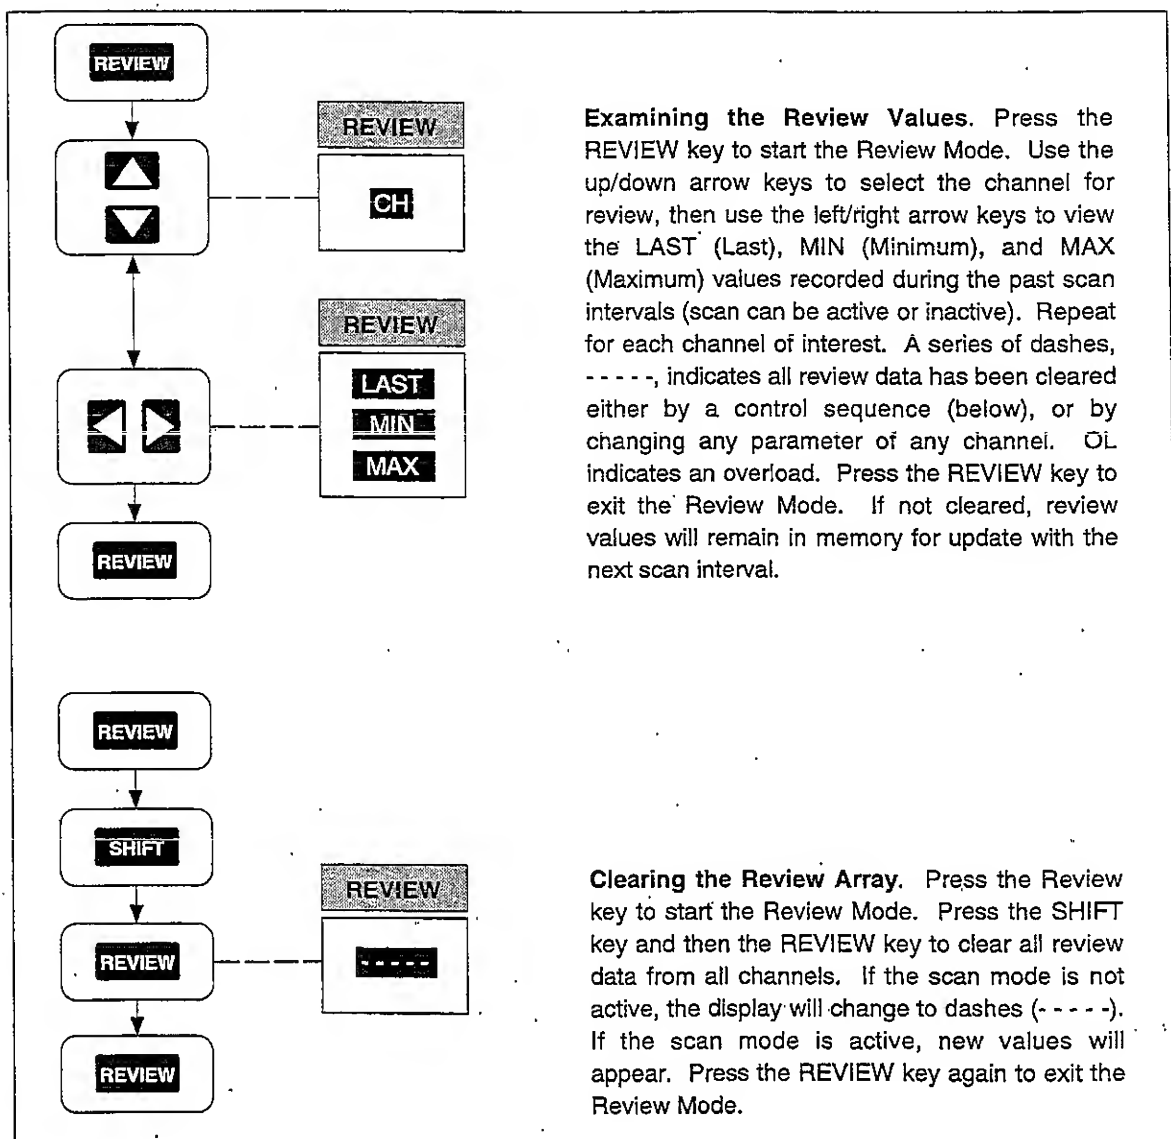 REVIEW
REVIEW
CH
REVIEW
LAST
MIN
MAX
REVIEW
Examining the Review Values. Press the
REVIEW key to start the Review Mode. Use the
up/down arrow keys to select the channel for
review, then use the left/right arrow keys to view
the LAST (Last), MIN (Minimum), and MAX
(Maximum) values recorded during the past scan
intervals (scan can be active or inactive). Repeat
for each channel of interest. A series of dashes,
- - - - -, indicates all review data has been cleared
either by a control sequence (below), or by
changing any parameter of any channel. OL
indicates an overload. Press the REVIEW key to
exit the Review Mode. If not cleared, review
values will remain in memory for update with the
next scan interval.
REVIEW
SHIFT
REVIEW
REVIEW
- - - - -
REVIEW
Clearing the Review Array. Press the Review
key to start the Review Mode. Press the SHIFT
key and then the REVIEW key to clear all review
data from all channels. If the scan mode is not
active, the display will change to dashes (- - - - -).
If the scan mode is active, new values will
appear. Press the REVIEW key again to exit the
Review Mode.